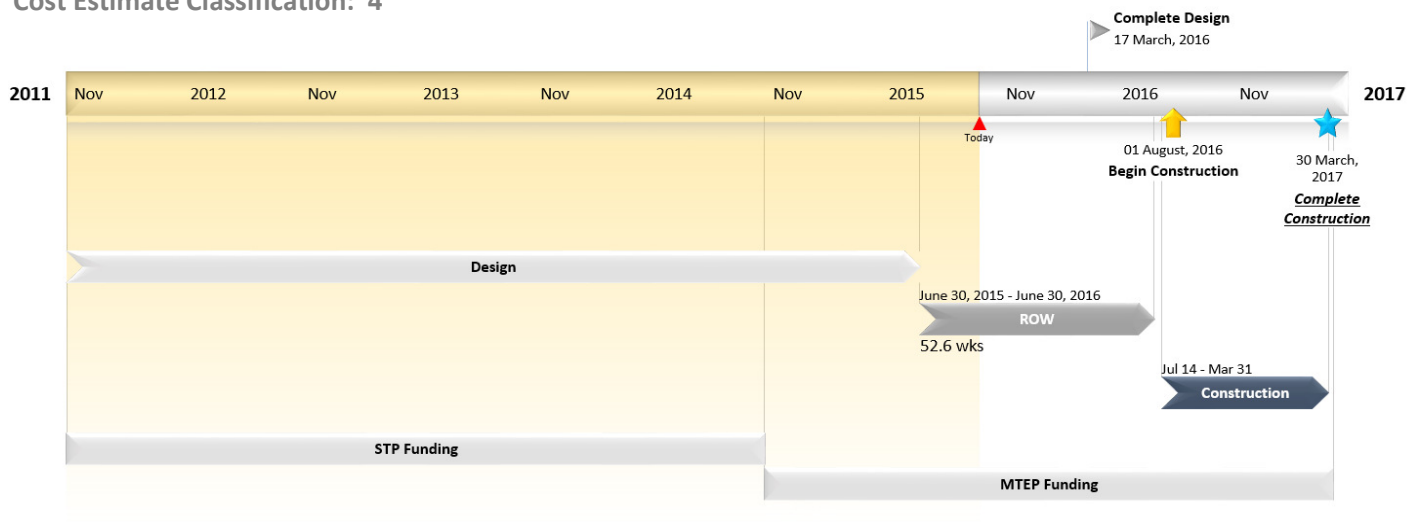 Cost Estimate Classification: 4
Complete Design
17 March, 2016
2011 Nov 2012 Nov 2013 Nov 2014 Nov 2015 Nov 2016 Nov 2017
Today
01 August, 2016
Begin Construction
30 March,
2017
Complete
Construction
Design
June 30, 2015 - June 30, 2016
ROW
52.6 wks
Jul 14 - Mar 31
Construction
STP Funding
MTEP Funding